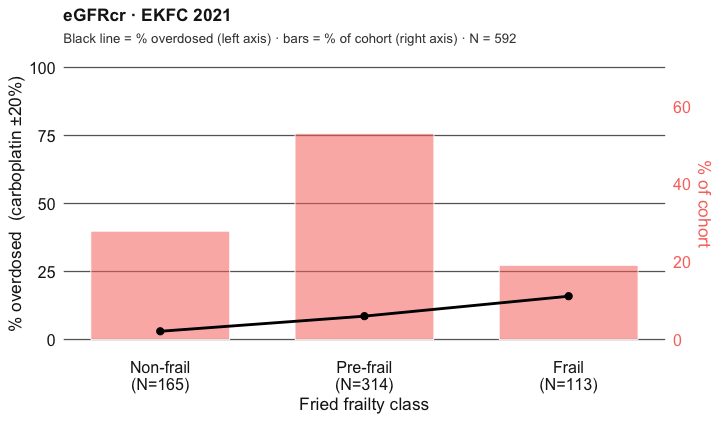 eGFRcr · EKFC 2021
Black line = % overdosed (left axis) · bars = % of cohort (right axis) · N = 592
% overdosed (carboplatin ±20%)
100
75
50
25
0
60
40
20
0
% of cohort
Non-frail
(N=165)
Pre-frail
(N=314)
Frail
(N=113)
Fried frailty class